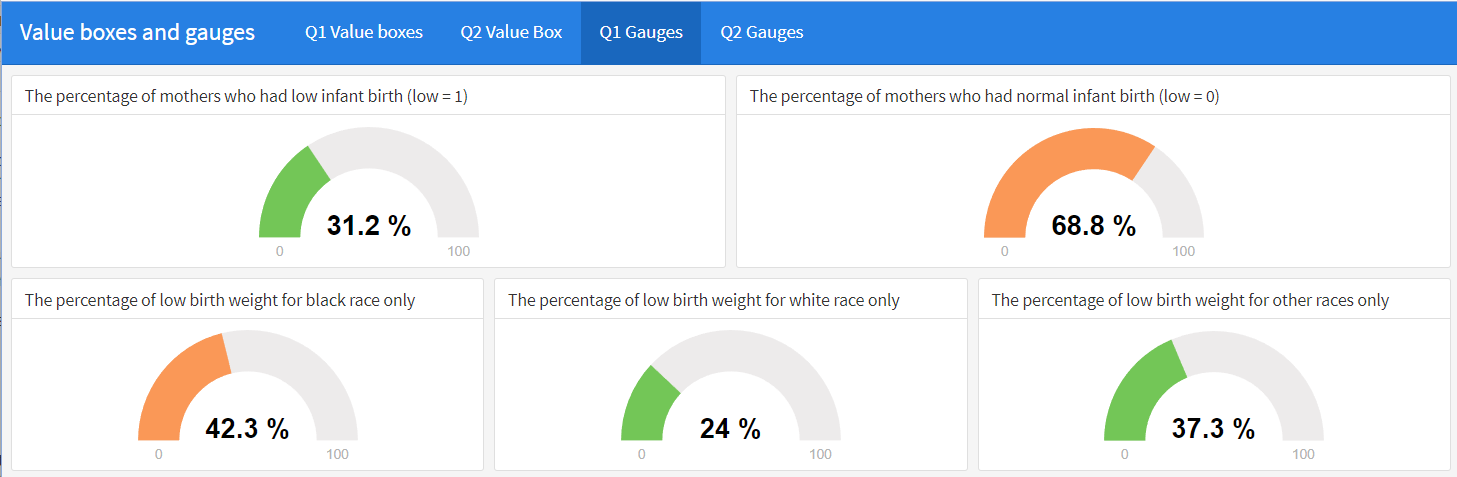 Value boxes and gauges
Q1 Value boxes
Q2 Value Box
Q1 Gauges
Q2 Gauges
The percentage of mothers who had low infant birth (low = 1)
31.2 %
0
100
The percentage of mothers who had normal infant birth (low = 0)
68.8 %
0
100
The percentage of low birth weight for black race only
42.3 %
0
100
The percentage of low birth weight for white race only
24 %
0
100
The percentage of low birth weight for other races only
37.3 %
0
100